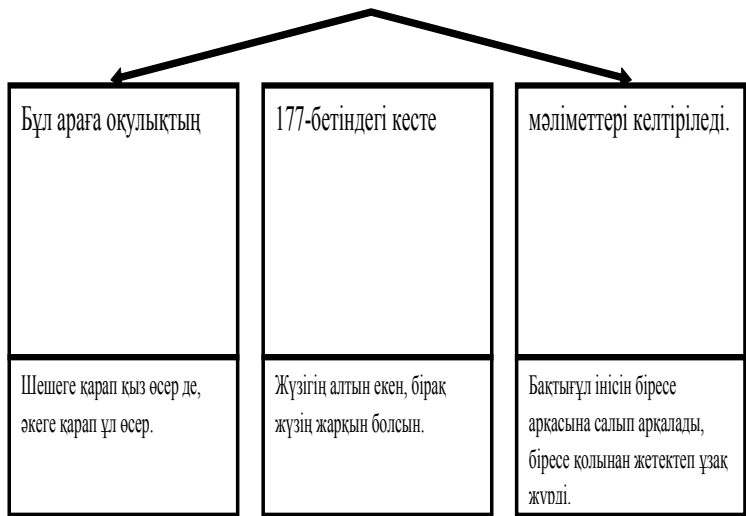 Бұл араға оқулықтың
177-бетіндегі кесте
мәліметтері келтіріледі.
Шешеге қарап қыз өсер де,
әкеге қарап ұл өсер.
Жүзігің алтын екен, бірақ
жүзің жарқын болсын.
Бақтығұл інісін біресе
арқасына салып арқалады,
біресе қолынан жетектеп ұзақ
жүрді.